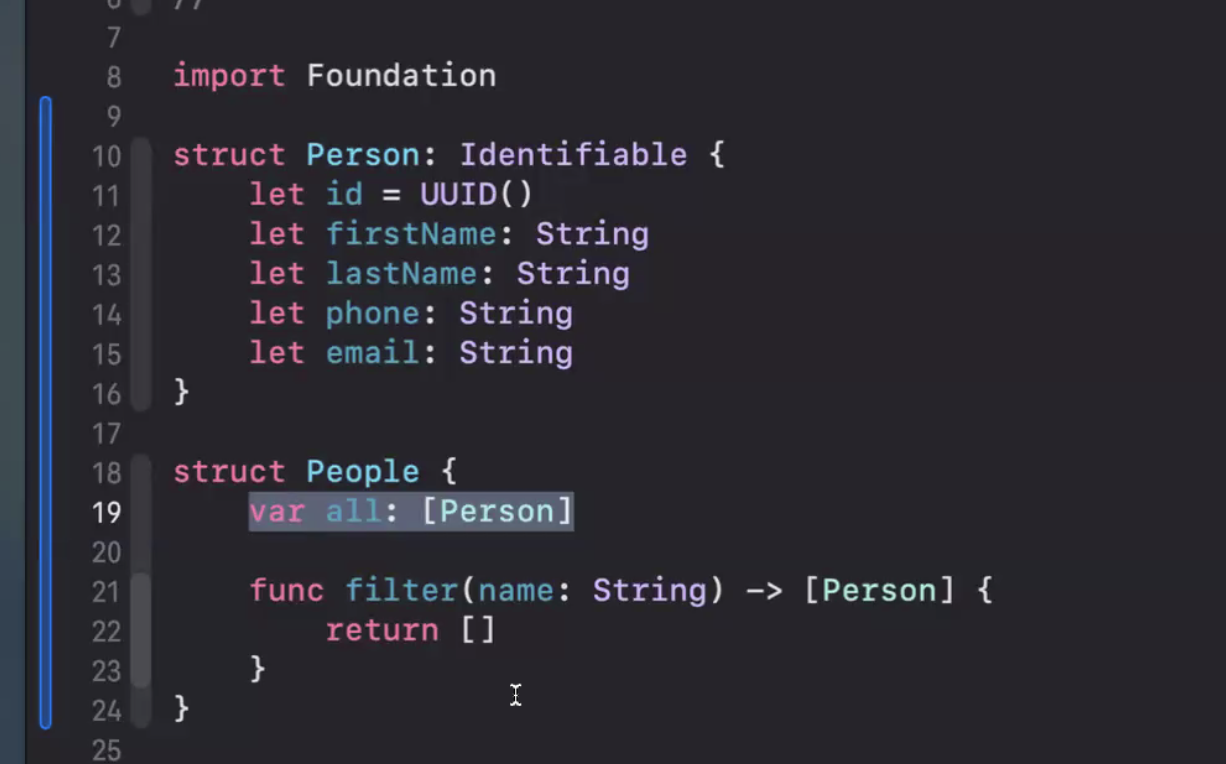 6 //
7
8 import Foundation
9
10 struct Person: Identifiable {
11     let id = UUID()
12     let firstName: String
13     let lastName: String
14     let phone: String
15     let email: String
16 }
17
18 struct People {
19     var all: [Person]
20
21     func filter(name: String) -> [Person] {
22         return []
23     }
24 }
25